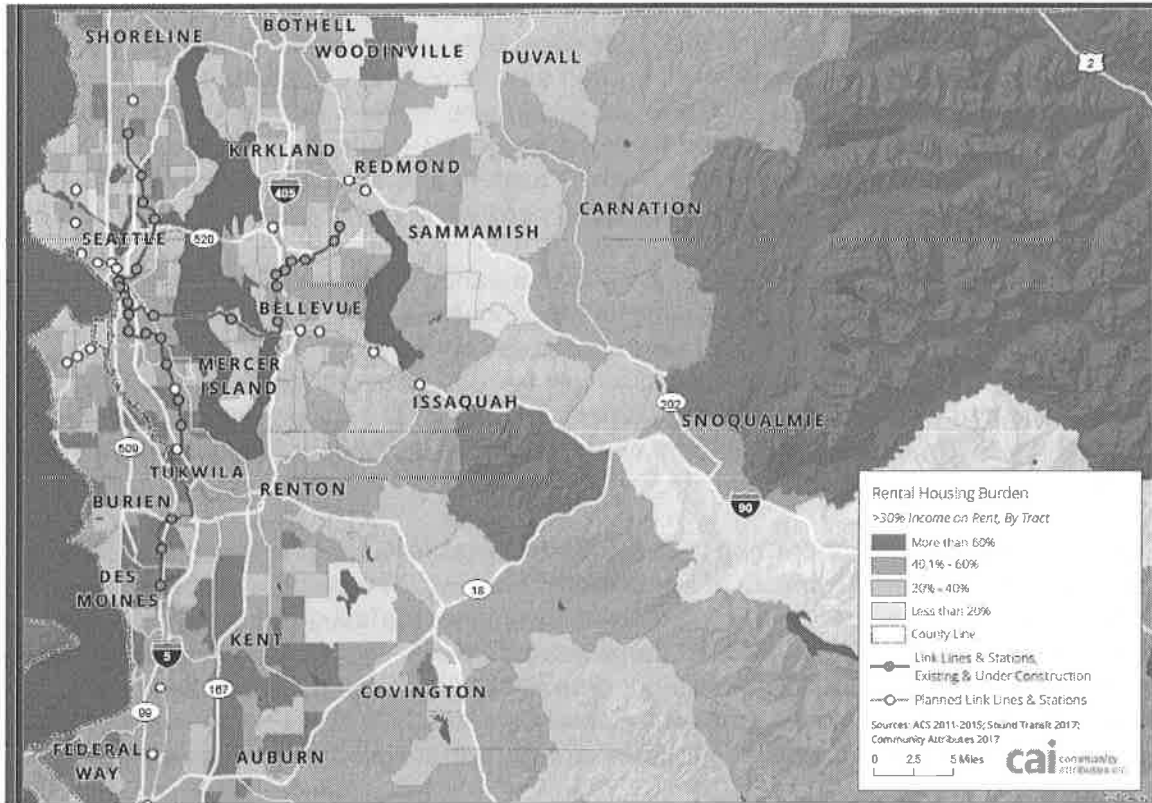 BOTHELL
SHORELINE
WOODINVILLE
DUVALL
2
KIRKLAND
REDMOND
405
CARNATION
SEATTLE
520
SAMMAMISH
BELLEVUE
MERCER
ISLAND
ISSAQUAH
202
SNOQUALMIE
509
TUKWILA
RENTON
BURIEN
90
DES
MOINES
18
KENT
5
167
COVINGTON
99
FEDERAL
WAY
AUBURN
Rental Housing Burden
>30% Income on Rent, By Tract
More than 60%
40.1% - 60%
20% - 40%
Less than 20%
County Line
Link Lines & Stations,
Existing & Under Construction
Planned Link Lines & Stations
Sources: ACS 2011-2015; Sound Transit 2017;
Community Attributes 2017
0 2.5 5 Miles
cai community
attributes inc